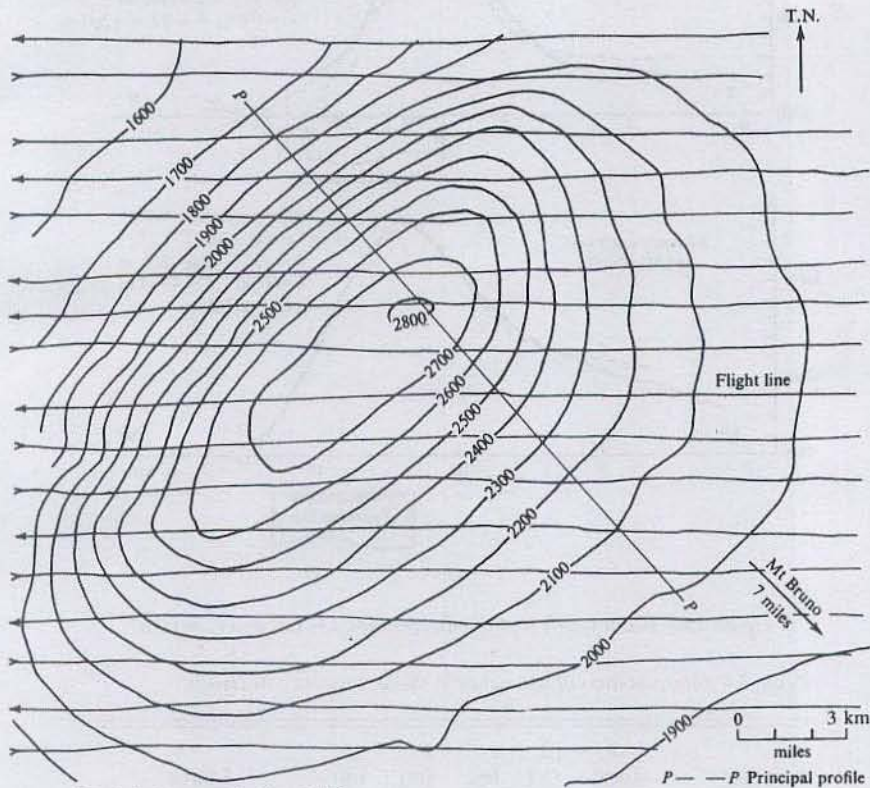 T.N.
P
1600
1700
1800
1900
2000
2500
2800
2700
2600
2500
2400
2300
2200
2100
2000
1900
Flight line
P
Mt Bruno
7 miles
0 3 km
miles
P— —P Principal profile